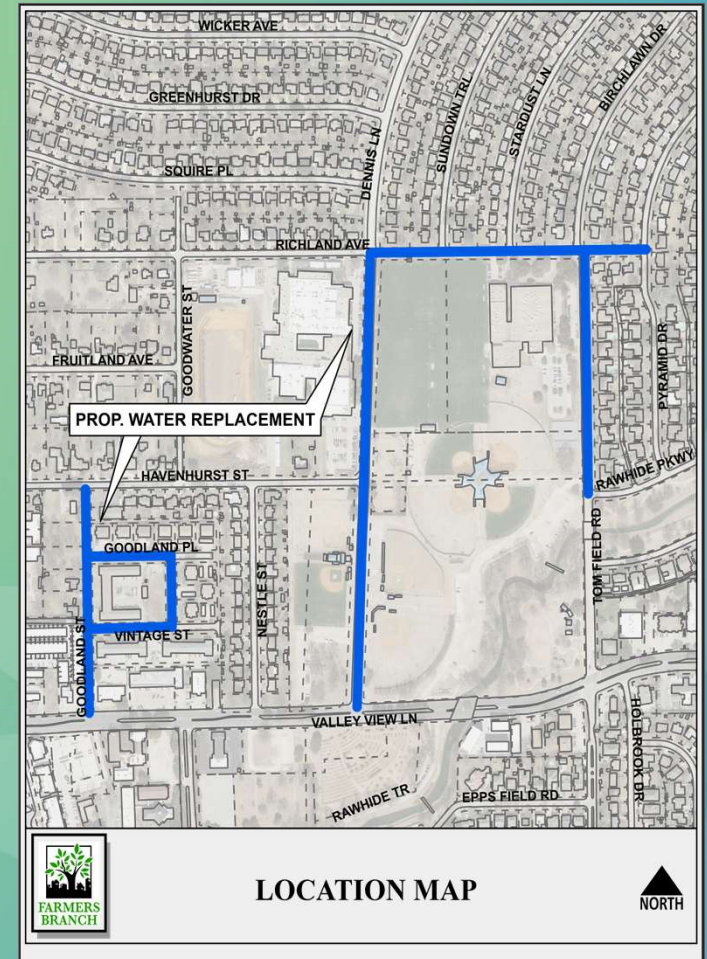 WICKER AVE
GREENHURST DR
SQUIRE PL
DENNIS LN
SUNDOWN TRL
STARDUST LN
BIRCHLAWN DR
RICHLAND AVE
GOODWATER ST
FRUITLAND AVE
PYRAMID DR
PROP. WATER REPLACEMENT
HAVENHURST ST
RAWHIDE PKWY
GOODLAND PL
NESTLE ST
TOM FIELD RD
VINTAGE ST
GOODLAND ST
VALLEY VIEW LN
HOLBROOK DR
RAWHIDE TR
EPPS FIELD RD
FARMERS
BRANCH
LOCATION MAP
NORTH